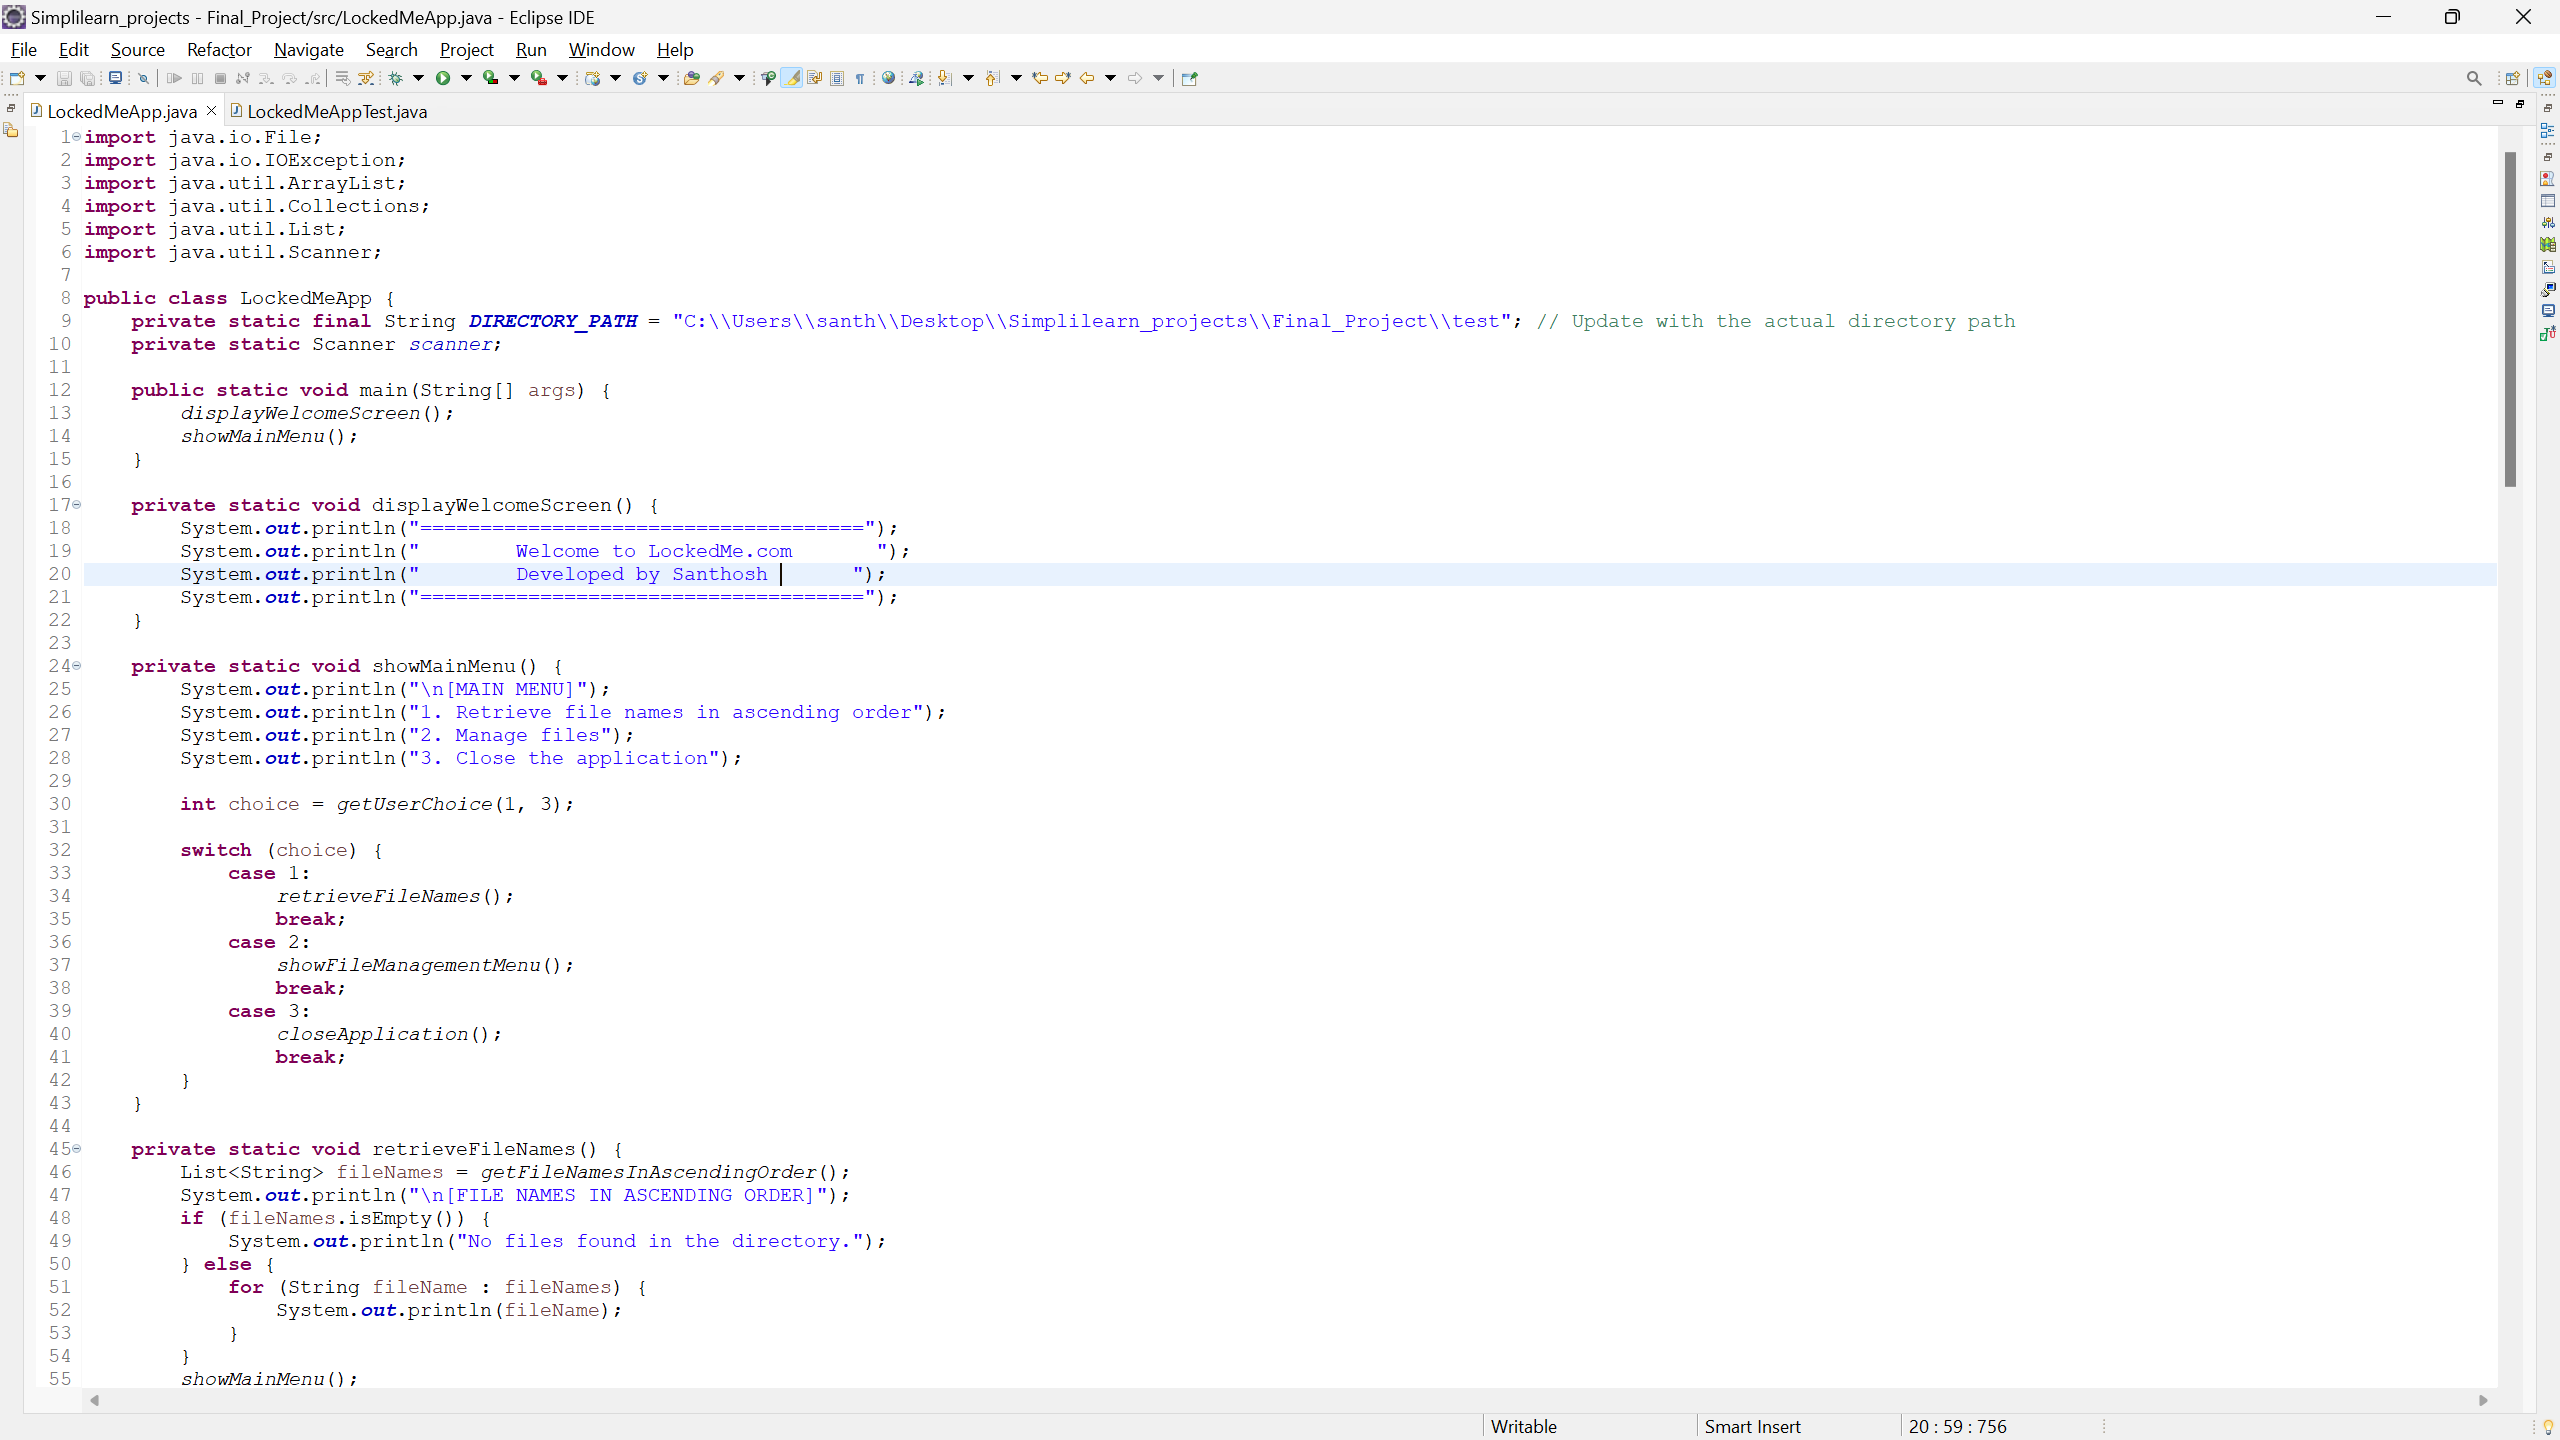 Simplilearn_projects - Final_Project/src/LockedMeApp.java - Eclipse IDE
File Edit Source Refactor Navigate Search Project Run Window Help
LockedMeApp.java LockedMeAppTest.java
1 import java.io.File;
2 import java.io.IOException;
3 import java.util.ArrayList;
4 import java.util.Collections;
5 import java.util.List;
6 import java.util.Scanner;
7
8 public class LockedMeApp {
9     private static final String DIRECTORY_PATH = "C:\\Users\\santh\\Desktop\\Simplilearn_projects\\Final_Project\\test"; // Update with the actual directory path
10     private static Scanner scanner;
11
12     public static void main(String[] args) {
13         displayWelcomeScreen();
14         showMainMenu();
15     }
16
17     private static void displayWelcomeScreen() {
18         System.out.println("=====================================");
19         System.out.println("        Welcome to LockedMe.com       ");
20         System.out.println("        Developed by Santhosh       ");
21         System.out.println("=====================================");
22     }
23
24     private static void showMainMenu() {
25         System.out.println("\n[MAIN MENU]");
26         System.out.println("1. Retrieve file names in ascending order");
27         System.out.println("2. Manage files");
28         System.out.println("3. Close the application");
29
30         int choice = getUserChoice(1, 3);
31
32         switch (choice) {
33             case 1:
34                 retrieveFileNames();
35                 break;
36             case 2:
37                 showFileManagementMenu();
38                 break;
39             case 3:
40                 closeApplication();
41                 break;
42         }
43     }
44
45     private static void retrieveFileNames() {
46         List<String> fileNames = getFileNamesInAscendingOrder();
47         System.out.println("\n[FILE NAMES IN ASCENDING ORDER]");
48         if (fileNames.isEmpty()) {
49             System.out.println("No files found in the directory.");
50         } else {
51             for (String fileName : fileNames) {
52                 System.out.println(fileName);
53             }
54         }
55         showMainMenu();
Writable Smart Insert 20 : 59 : 756